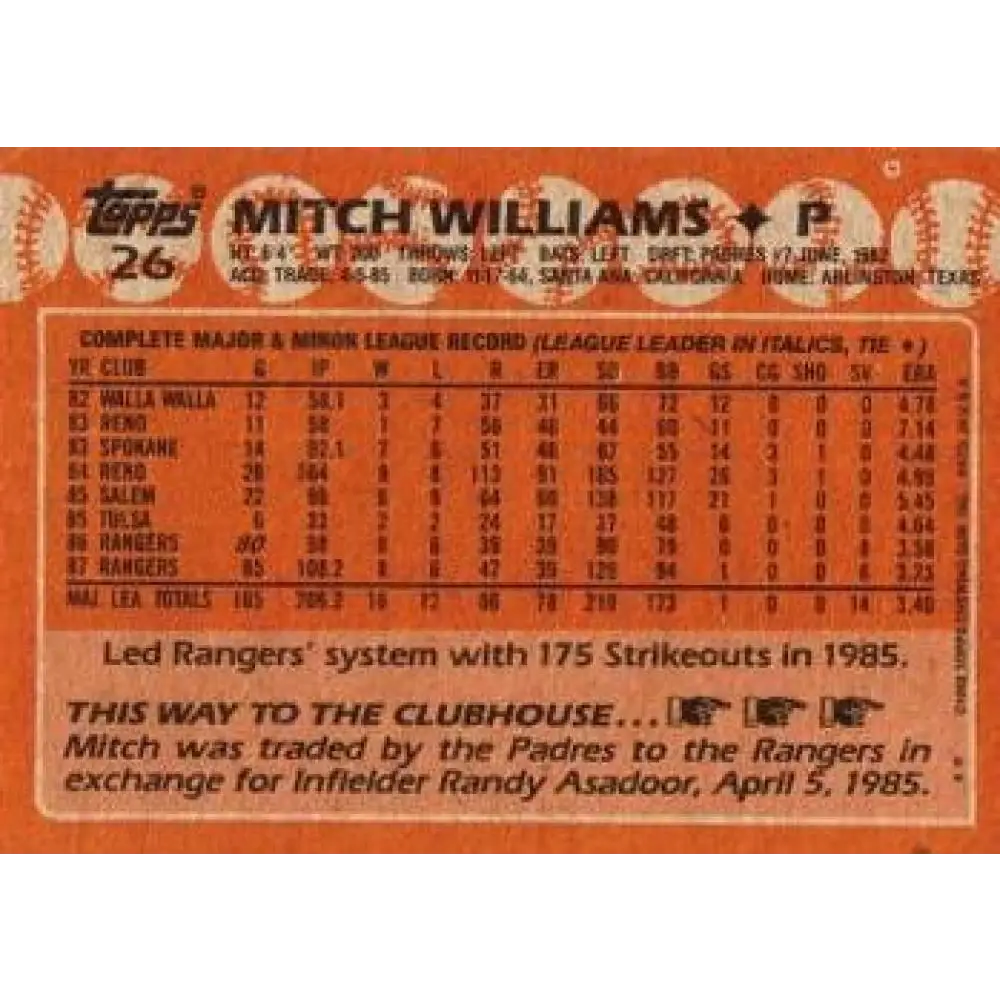 Topps
26
MITCH WILLIAMS ✦ P
HT. 6'4" WT. 200 THROWS: LEFT BATS: LEFT DRFT: PADRES #7-JUNE, 1982
ACQ: TRADE, 4-5-85 BORN: 11-17-64, SANTA ANA, CALIFORNIA HOME: ARLINGTON, TEXAS
COMPLETE MAJOR & MINOR LEAGUE RECORD (LEAGUE LEADER IN ITALICS, TIE ♦)
YR CLUB G IP W L R ER SO BB GS CG SHO SV ERA
82 WALLA WALLA 12 58.1 3 4 37 31 66 72 12 0 0 0 4.78
83 RENO 11 58 1 7 56 46 44 60 11 0 0 0 7.14
83 SPOKANE 14 92.1 7 6 51 46 67 55 14 3 1 0 4.48
84 RENO 26 164 9 8 113 91 165 127 26 3 1 0 4.99
85 SALEM 22 99 6 9 64 60 138 117 21 1 0 0 5.45
85 TULSA 6 33 2 2 24 17 37 48 6 0 0 0 4.64
86 RANGERS 80 98 8 6 39 39 90 79 0 0 0 8 3.58
87 RANGERS 85 108.2 8 6 47 39 129 94 1 0 0 6 3.23
MAJ. LEA. TOTALS 165 206.2 16 12 86 78 219 173 1 0 0 14 3.40
Led Rangers' system with 175 Strikeouts in 1985.
THIS WAY TO THE CLUBHOUSE...
Mitch was traded by the Padres to the Rangers in
exchange for Infielder Randy Asadoor, April 5, 1985.